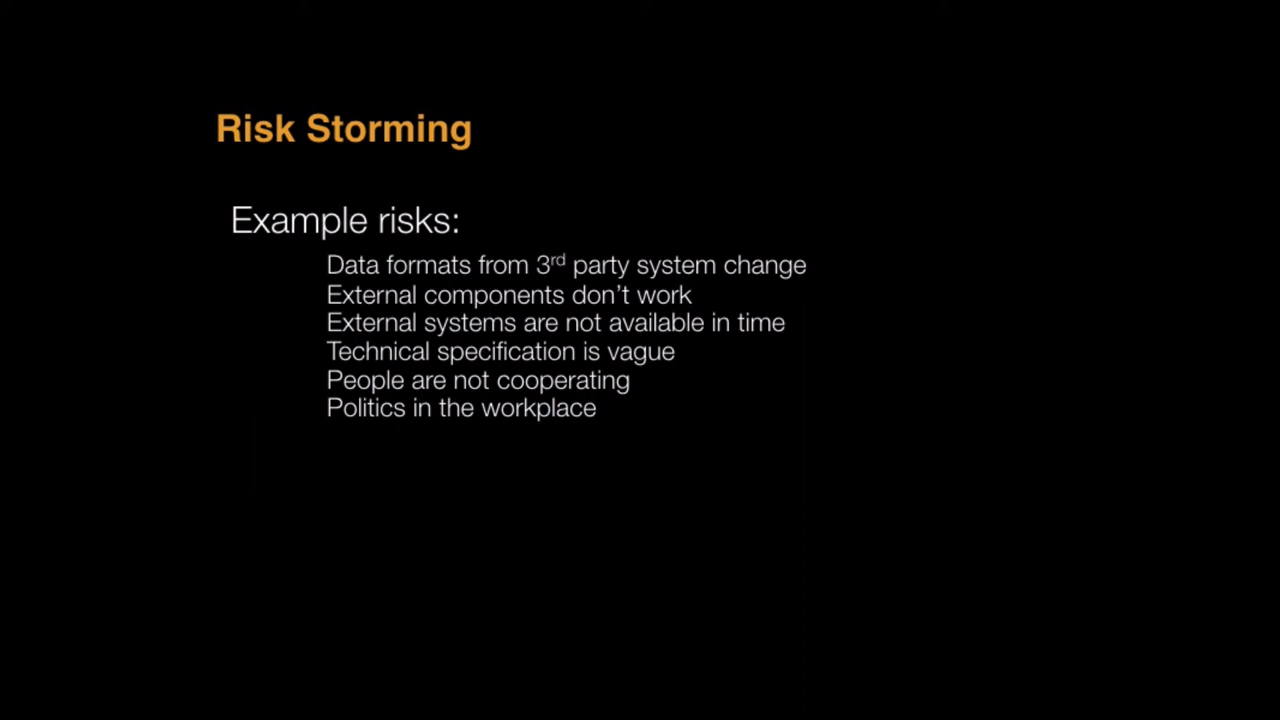 Risk Storming
Example risks:
Data formats from 3rd party system change
External components don't work
External systems are not available in time
Technical specification is vague
People are not cooperating
Politics in the workplace